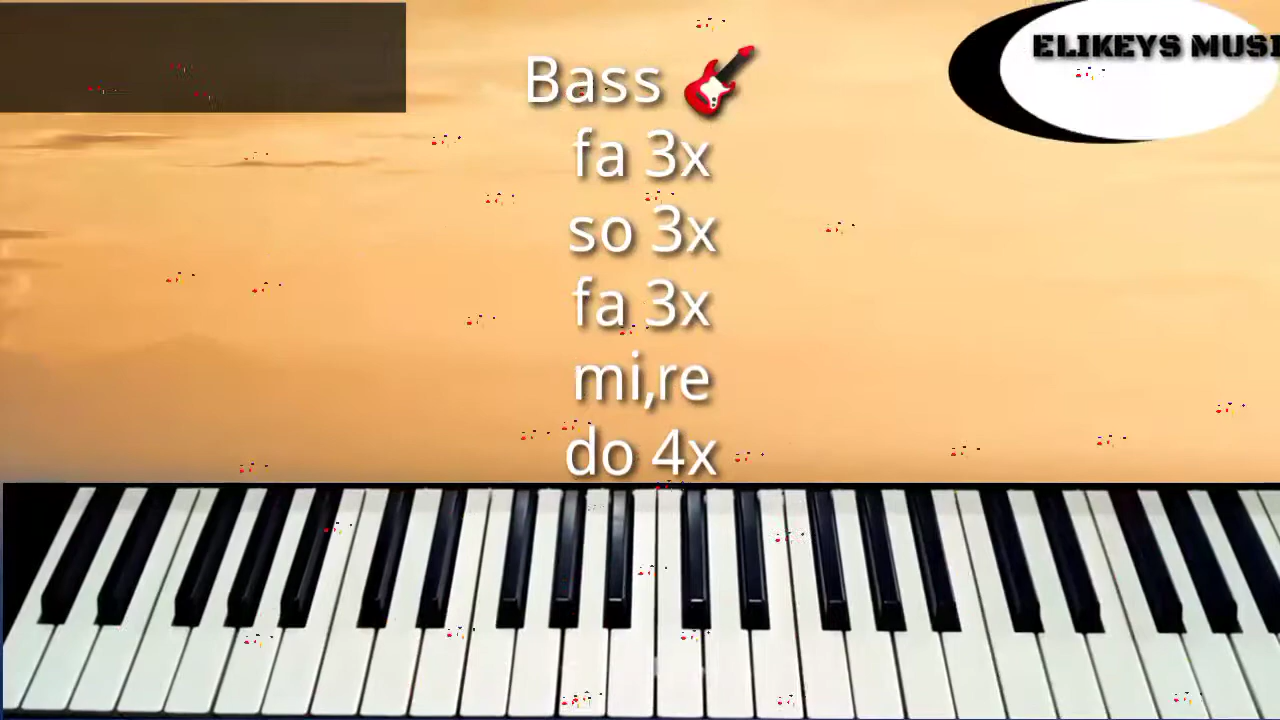 ELIKEYS MUSI
Bass 🎸
fa 3x
so 3x
fa 3x
mi,re
do 4x